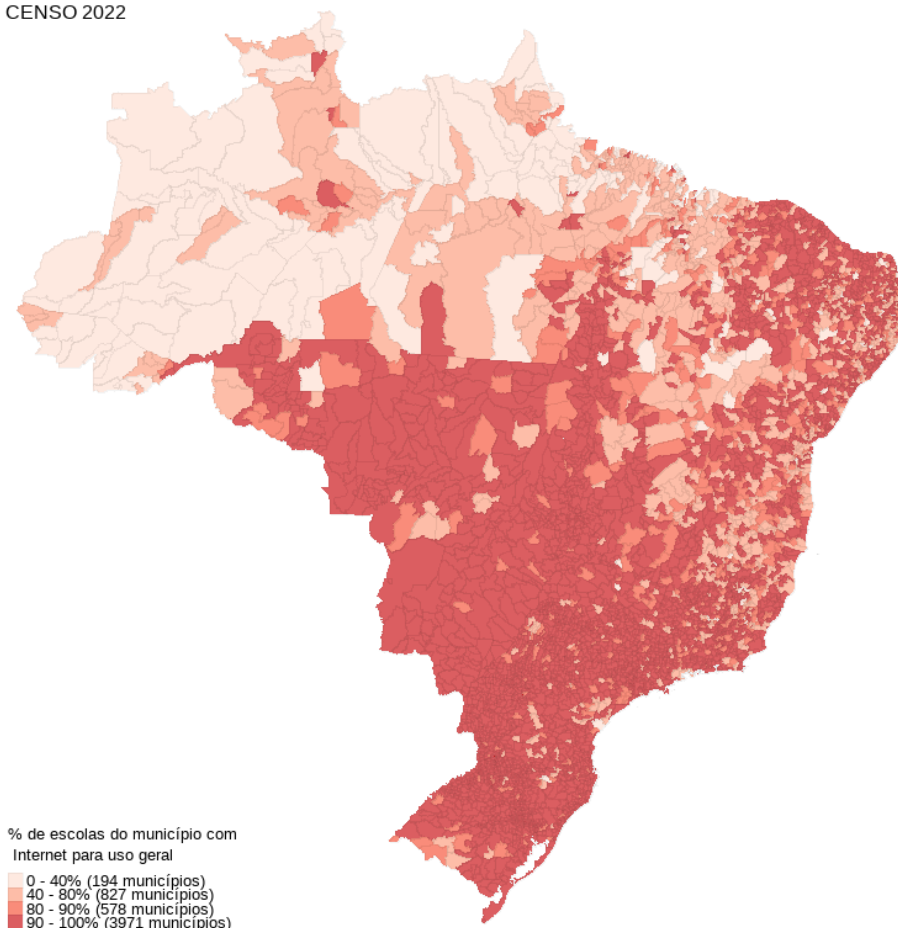 CENSO 2022
% de escolas do município com
Internet para uso geral
0 - 40% (194 municípios)
40 - 80% (827 municípios)
80 - 90% (578 municípios)
90 - 100% (3971 municípios)